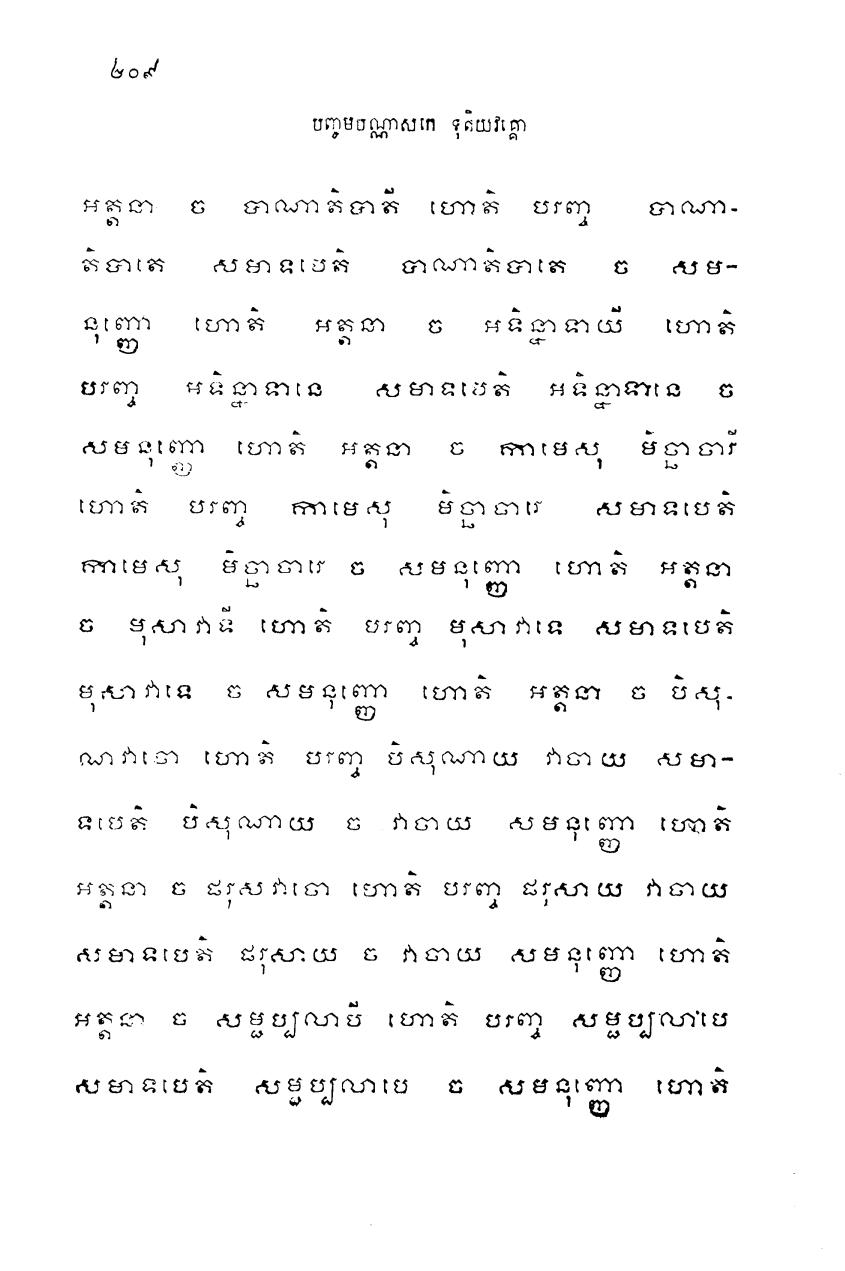 ២០៩
បញ្ចមបណ្ណាសកេ ទុតិយវគ្គោ
អត្តនា ច បាណាតិបាតី ហោតិ បរញ្ច បាណា-
តិបាតេ សមាទបេតិ បាណាតិបាតេ ច សម-
នុញ្ញោ ហោតិ អត្តនា ច អទិន្នាទាយី ហោតិ
បរញ្ច អទិន្នាទានេ សមាទបេតិ អទិន្នាទានេ ច
សមនុញ្ញោ ហោតិ អត្តនា ច កាមេសុ មិច្ឆាចារី
ហោតិ បរញ្ច កាមេសុ មិច្ឆាចារេ សមាទបេតិ
កាមេសុ មិច្ឆាចារេ ច សមនុញ្ញោ ហោតិ អត្តនា
ច មុសាវាទី ហោតិ បរញ្ច មុសាវាទេ សមាទបេតិ
មុសាវាទេ ច សមនុញ្ញោ ហោតិ អត្តនា ច បិសុ-
ណាវាចោ ហោតិ បរញ្ច បិសុណាយ វាចាយ សមា-
ទបេតិ បិសុណាយ ច វាចាយ សមនុញ្ញោ ហោតិ
អត្តនា ច ផរុសវាចោ ហោតិ បរញ្ច ផរុសាយ វាចាយ
សមាទបេតិ ផរុសាយ ច វាចាយ សមនុញ្ញោ ហោតិ
អត្តនា ច សម្ផប្បលាបី ហោតិ បរញ្ច សម្ផប្បលាបេ
សមាទបេតិ សម្ផប្បលាបេ ច សមនុញ្ញោ ហោតិ